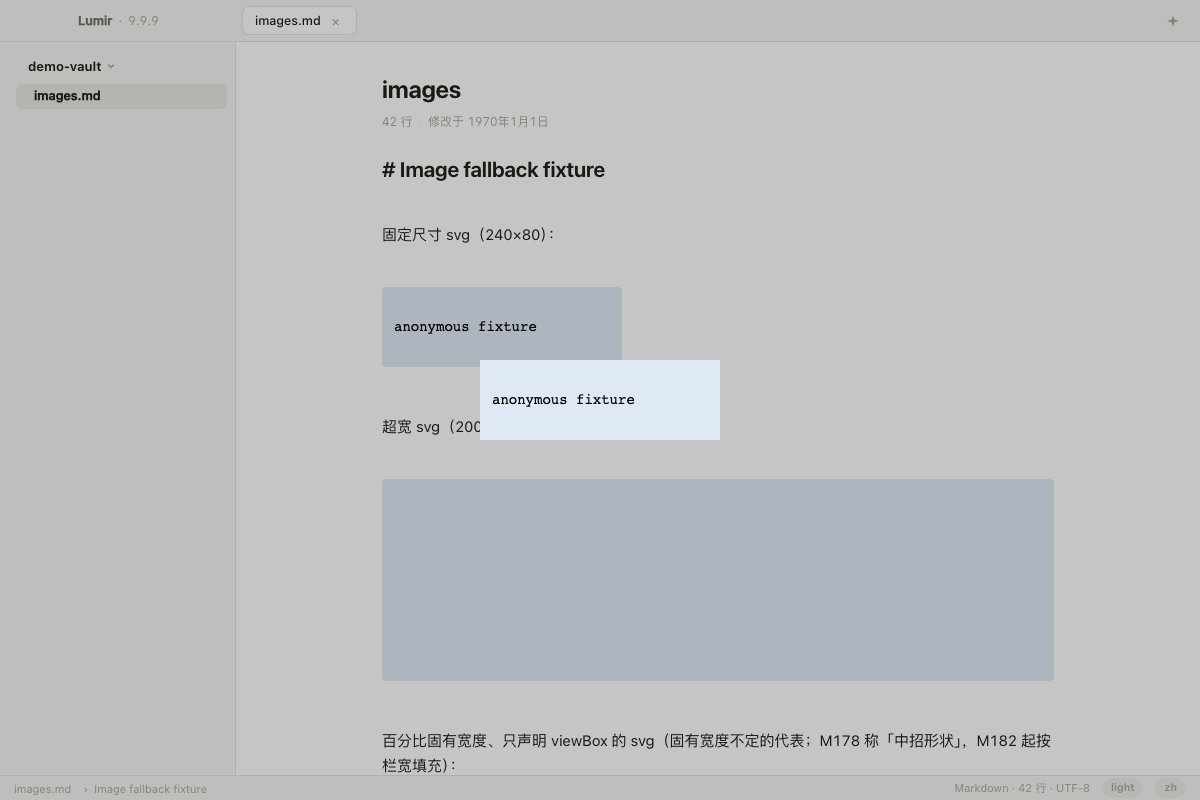 Lumir · 9.9.9
images.md ×
demo-vault
images.md
images
42 行 · 修改于 1970年1月1日
# Image fallback fixture
固定尺寸 svg（240×80）：
anonymous fixture
anonymous fixture
超宽 svg（200
百分比固有宽度、只声明 viewBox 的 svg（固有宽度不定的代表；M178 称「中招形状」，M182 起按
栏宽填充）：
images.md › Image fallback fixture
Markdown · 42 行 · UTF-8 light zh